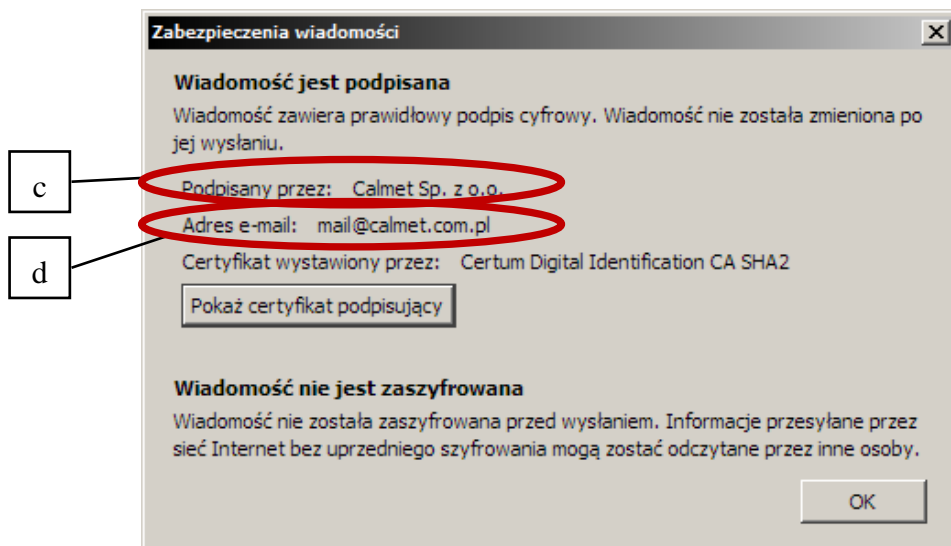 Zabezpieczenia wiadomości
Wiadomość jest podpisana
Wiadomość zawiera prawidłowy podpis cyfrowy. Wiadomość nie została zmieniona po
jej wysłaniu.
c
Podpisany przez: Calmet Sp. z o.o.
Adres e-mail: mail@calmet.com.pl
d
Certyfikat wystawiony przez: Certum Digital Identification CA SHA2
Pokaż certyfikat podpisujący
Wiadomość nie jest zaszyfrowana
Wiadomość nie została zaszyfrowana przed wysłaniem. Informacje przesyłane przez
sieć Internet bez uprzedniego szyfrowania mogą zostać odczytane przez inne osoby.
OK